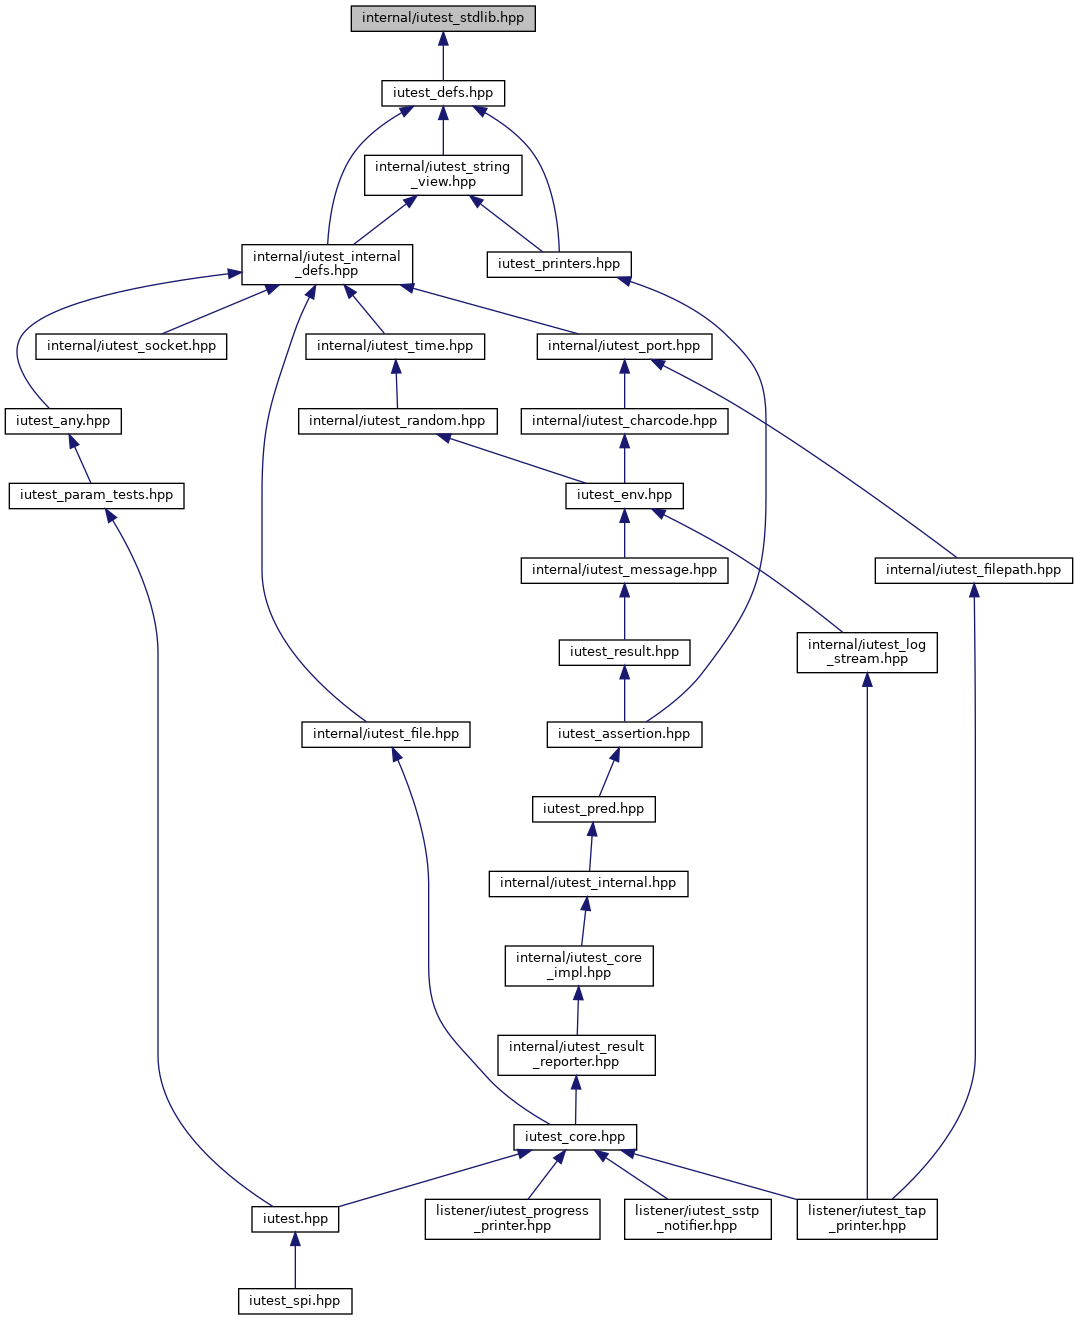 internal/iutest_stdlib.hpp
iutest_defs.hpp
internal/iutest_string
_view.hpp
internal/iutest_internal
_defs.hpp
iutest_printers.hpp
internal/iutest_socket.hpp
internal/iutest_time.hpp
internal/iutest_port.hpp
iutest_any.hpp
internal/iutest_random.hpp
internal/iutest_charcode.hpp
iutest_param_tests.hpp
iutest_env.hpp
internal/iutest_message.hpp
internal/iutest_filepath.hpp
iutest_result.hpp
internal/iutest_log
_stream.hpp
internal/iutest_file.hpp
iutest_assertion.hpp
iutest_pred.hpp
internal/iutest_internal.hpp
internal/iutest_core
_impl.hpp
internal/iutest_result
_reporter.hpp
iutest_core.hpp
iutest.hpp
listener/iutest_progress
_printer.hpp
listener/iutest_sstp
_notifier.hpp
listener/iutest_tap
_printer.hpp
iutest_spi.hpp